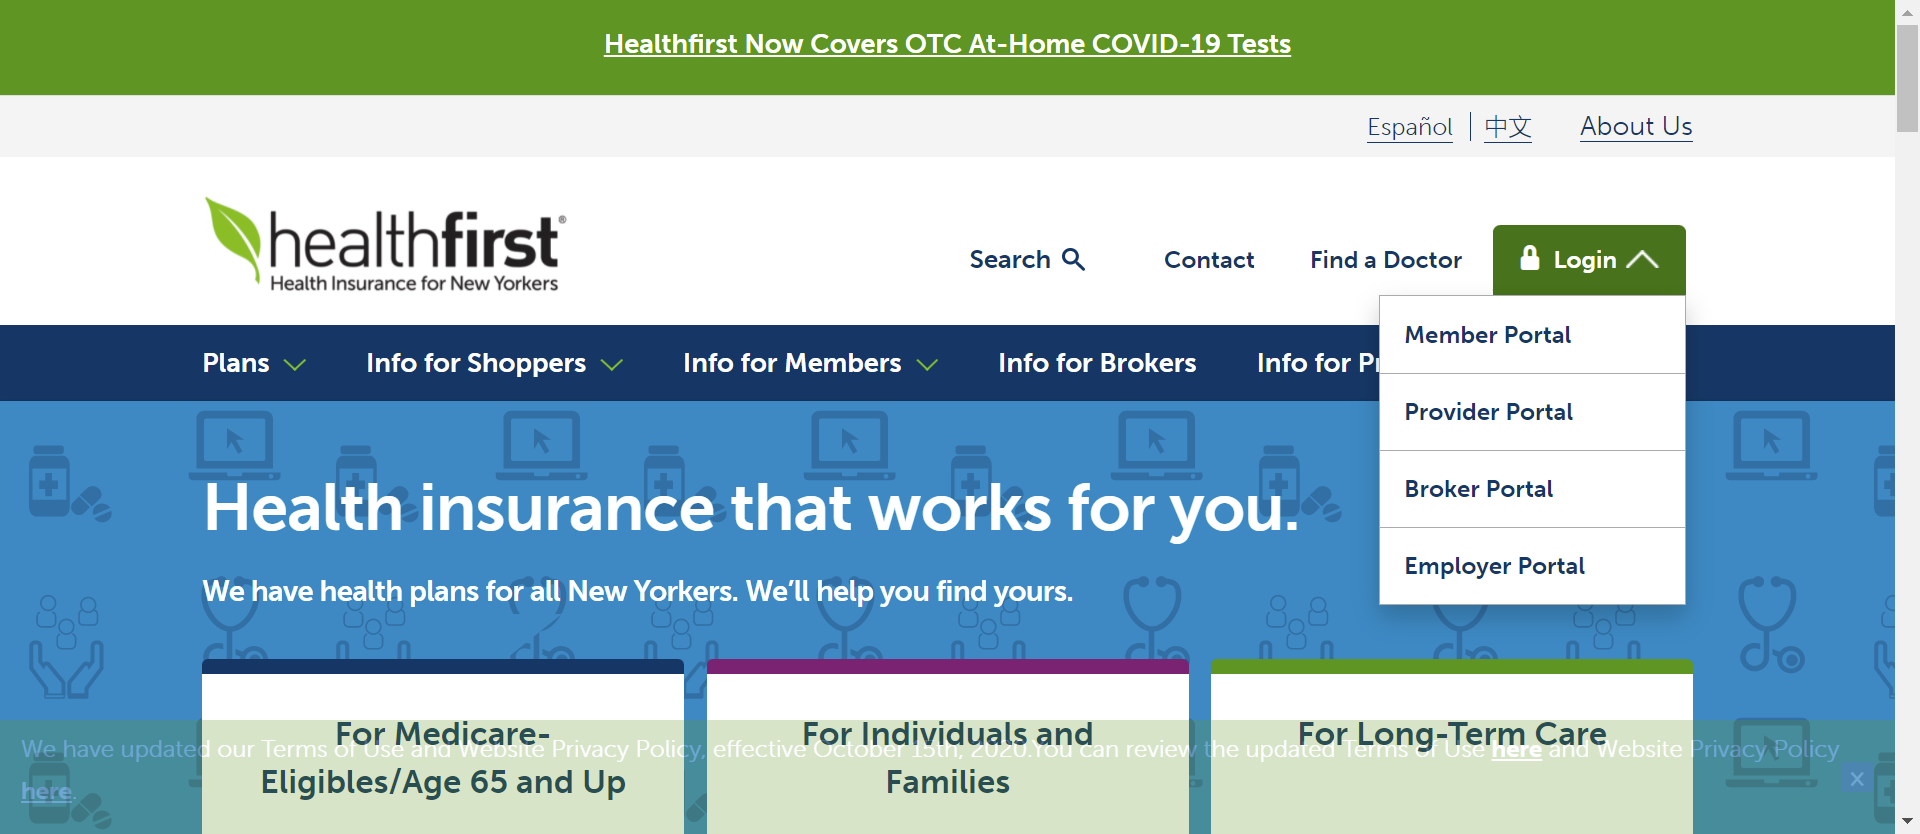 Healthfirst Now Covers OTC At-Home COVID-19 Tests
Español 中文 About Us
healthfirst®
Health Insurance for New Yorkers
Search Contact Find a Doctor Login
Member Portal
Provider Portal
Broker Portal
Employer Portal
Plans Info for Shoppers Info for Members Info for Brokers Info for
Health insurance that works for you.
We have health plans for all New Yorkers. We’ll help you find yours.
For Medicare-
Eligibles/Age 65 and Up
For Individuals and
Families
For Long-Term Care
We have updated our Terms of Use and Website Privacy Policy, effective October 15th, 2020.You can review the updated Terms of Use here and Website Privacy Policy
here.